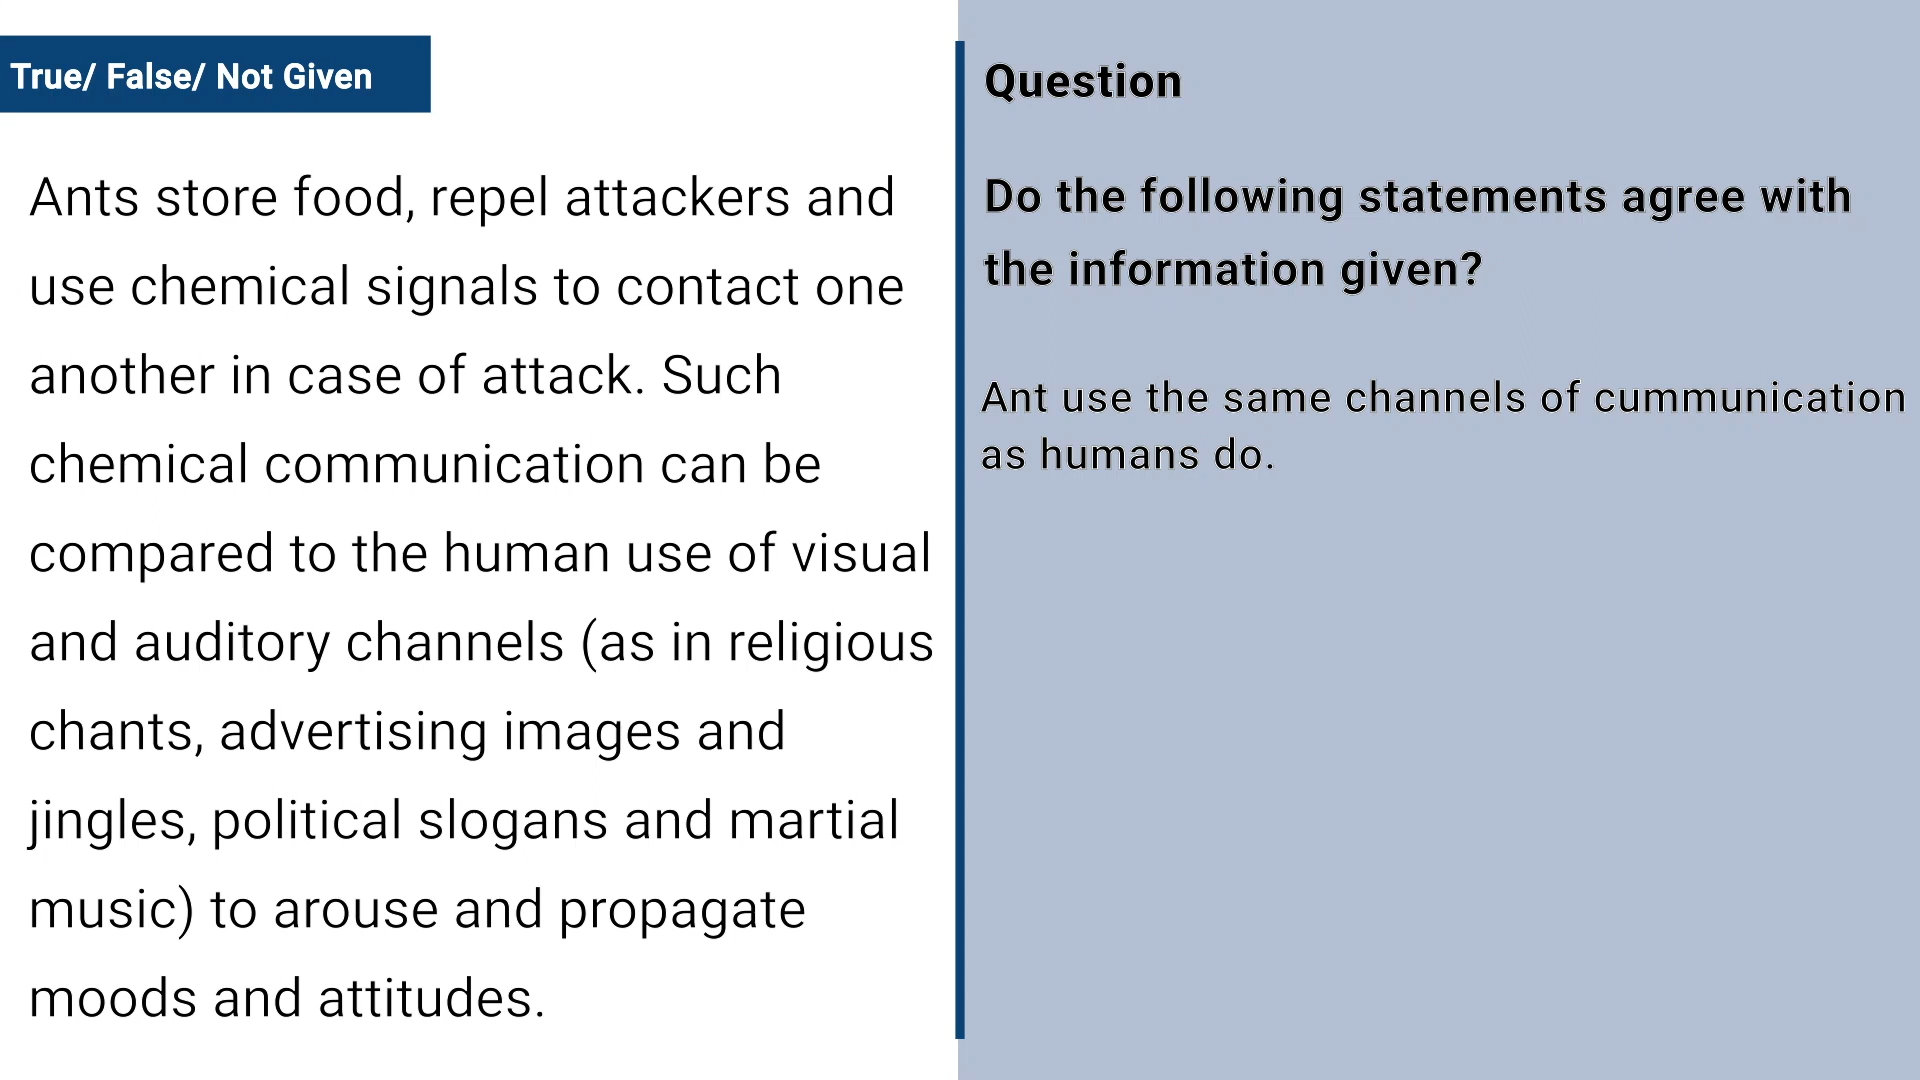 True/ False/ Not Given
Ants store food, repel attackers and
use chemical signals to contact one
another in case of attack. Such
chemical communication can be
compared to the human use of visual
and auditory channels (as in religious
chants, advertising images and
jingles, political slogans and martial
music) to arouse and propagate
moods and attitudes.
Question
Do the following statements agree with
the information given?
Ant use the same channels of cummunication
as humans do.